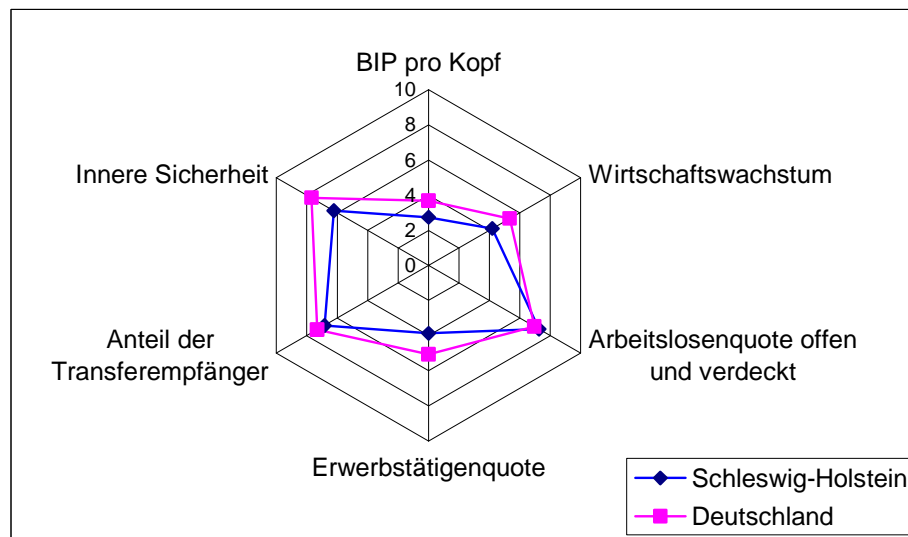 BIP pro Kopf
10
8
6
4
2
0
Wirtschaftswachstum
Arbeitslosenquote offen
und verdeckt
Erwerbstätigenquote
Anteil der
Transferempfänger
Innere Sicherheit
Schleswig-Holstein
Deutschland